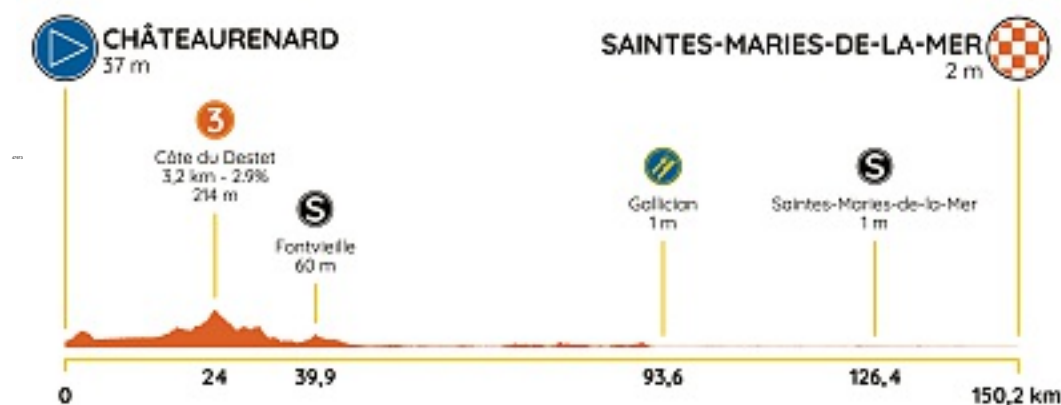 CHÂTEAURENARD
37 m
SAINTES-MARIES-DE-LA-MER
2 m
3
Côte du Destet
3,2 km - 2.9%
214 m
S
Fontvieille
60 m
Gallician
1 m
S
Saintes-Maries-de-la-Mer
1 m
0
24
39,9
93,6
126,4
150,2 km